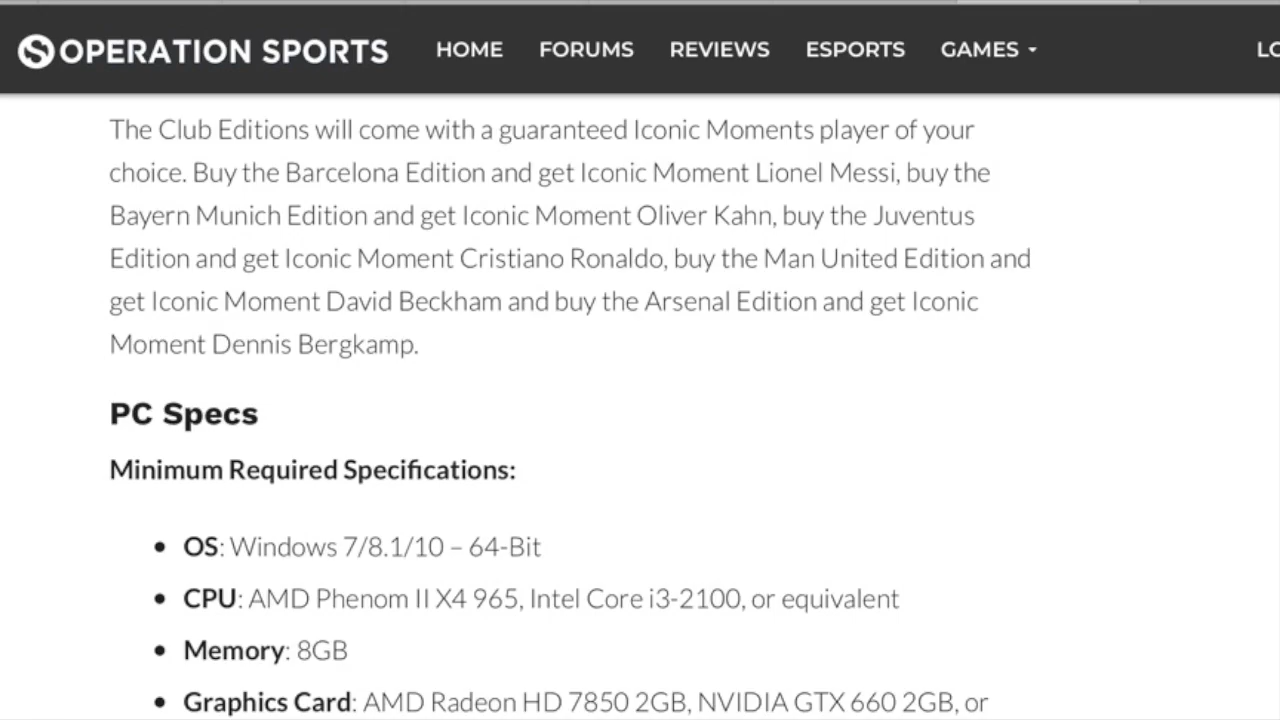 OPERATION SPORTS HOME FORUMS REVIEWS ESPORTS GAMES LO
The Club Editions will come with a guaranteed Iconic Moments player of your
choice. Buy the Barcelona Edition and get Iconic Moment Lionel Messi, buy the
Bayern Munich Edition and get Iconic Moment Oliver Kahn, buy the Juventus
Edition and get Iconic Moment Cristiano Ronaldo, buy the Man United Edition and
get Iconic Moment David Beckham and buy the Arsenal Edition and get Iconic
Moment Dennis Bergkamp.
PC Specs
Minimum Required Specifications:
• OS: Windows 7/8.1/10 – 64-Bit
• CPU: AMD Phenom II X4 965, Intel Core i3-2100, or equivalent
• Memory: 8GB
• Graphics Card: AMD Radeon HD 7850 2GB, NVIDIA GTX 660 2GB, or